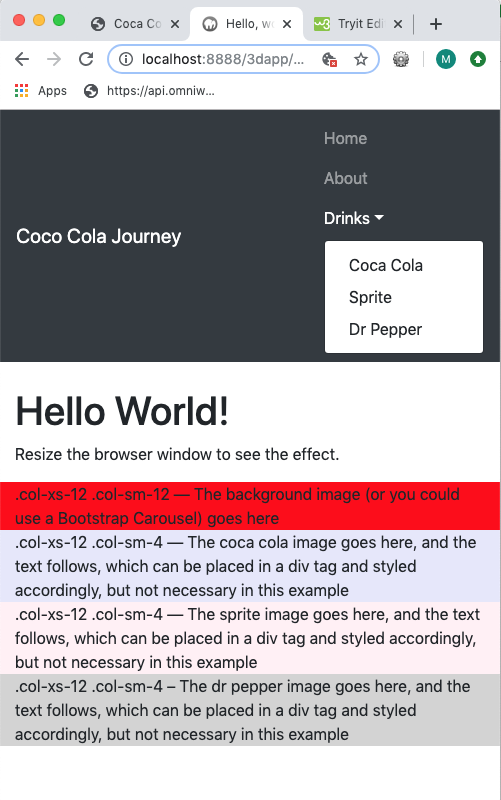 Coca Co
Hello, wo
Tryit Edi
localhost:8888/3dapp/...
M
Apps
https://api.omniw...
Home
About
Coco Cola Journey
Drinks
Coca Cola
Sprite
Dr Pepper
Hello World!
Resize the browser window to see the effect.
.col-xs-12 .col-sm-12 — The background image (or you could
use a Bootstrap Carousel) goes here
.col-xs-12 .col-sm-4 — The coca cola image goes here, and the
text follows, which can be placed in a div tag and styled
accordingly, but not necessary in this example
.col-xs-12 .col-sm-4 — The sprite image goes here, and the text
follows, which can be placed in a div tag and styled accordingly,
but not necessary in this example
.col-xs-12 .col-sm-4 – The dr pepper image goes here, and the
text follows, which can be placed in a div tag and styled
accordingly, but not necessary in this example